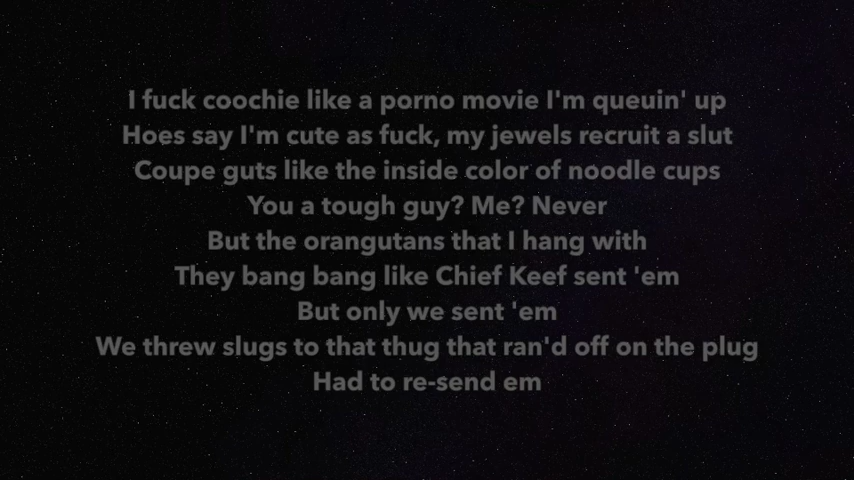 I fuck coochie like a porno movie I'm queuin' up
Hoes say I'm cute as fuck, my jewels recruit a slut
Coupe guts like the inside color of noodle cups
You a tough guy? Me? Never
But the orangutans that I hang with
They bang bang like Chief Keef sent 'em
But only we sent 'em
We threw slugs to that thug that ran'd off on the plug
Had to re-send em